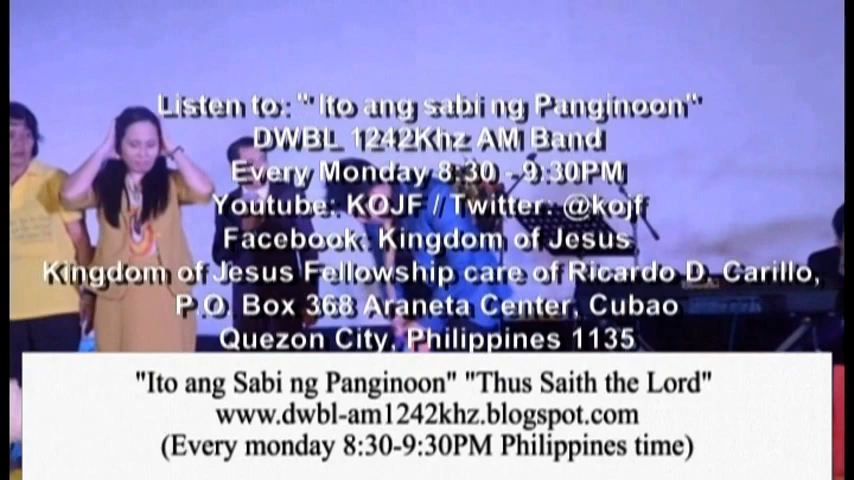 Listen to: " Ito ang sabi ng Panginoon"
DWBL 1242Khz AM Band
Every Monday 8:30 - 9:30PM
Youtube: KOJF / Twitter: @kojf
Facebook: Kingdom of Jesus
Kingdom of Jesus Fellowship care of Ricardo D. Carillo,
P.O. Box 368 Araneta Center, Cubao
Quezon City, Philippines 1135
"Ito ang Sabi ng Panginoon" "Thus Saith the Lord"
www.dwbl-am1242khz.blogspot.com
(Every monday 8:30-9:30PM Philippines time)